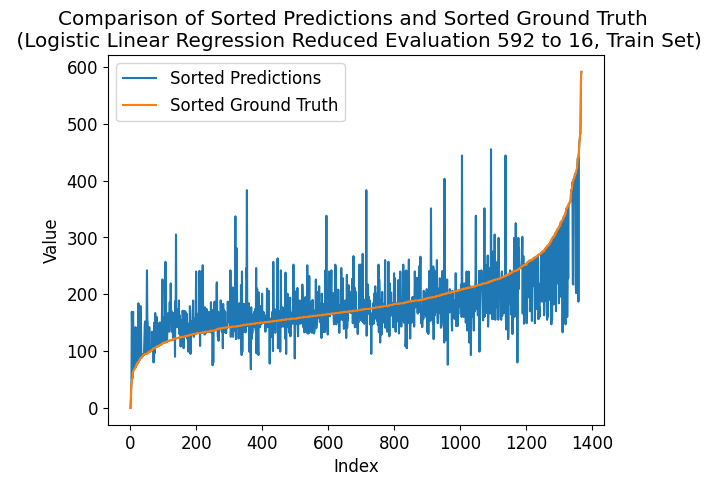 Comparison of Sorted Predictions and Sorted Ground Truth
(Logistic Linear Regression Reduced Evaluation 592 to 16, Train Set)
Sorted Predictions
Sorted Ground Truth
600
500
400
300
200
100
0
Value
0 200 400 600 800 1000 1200 1400
Index